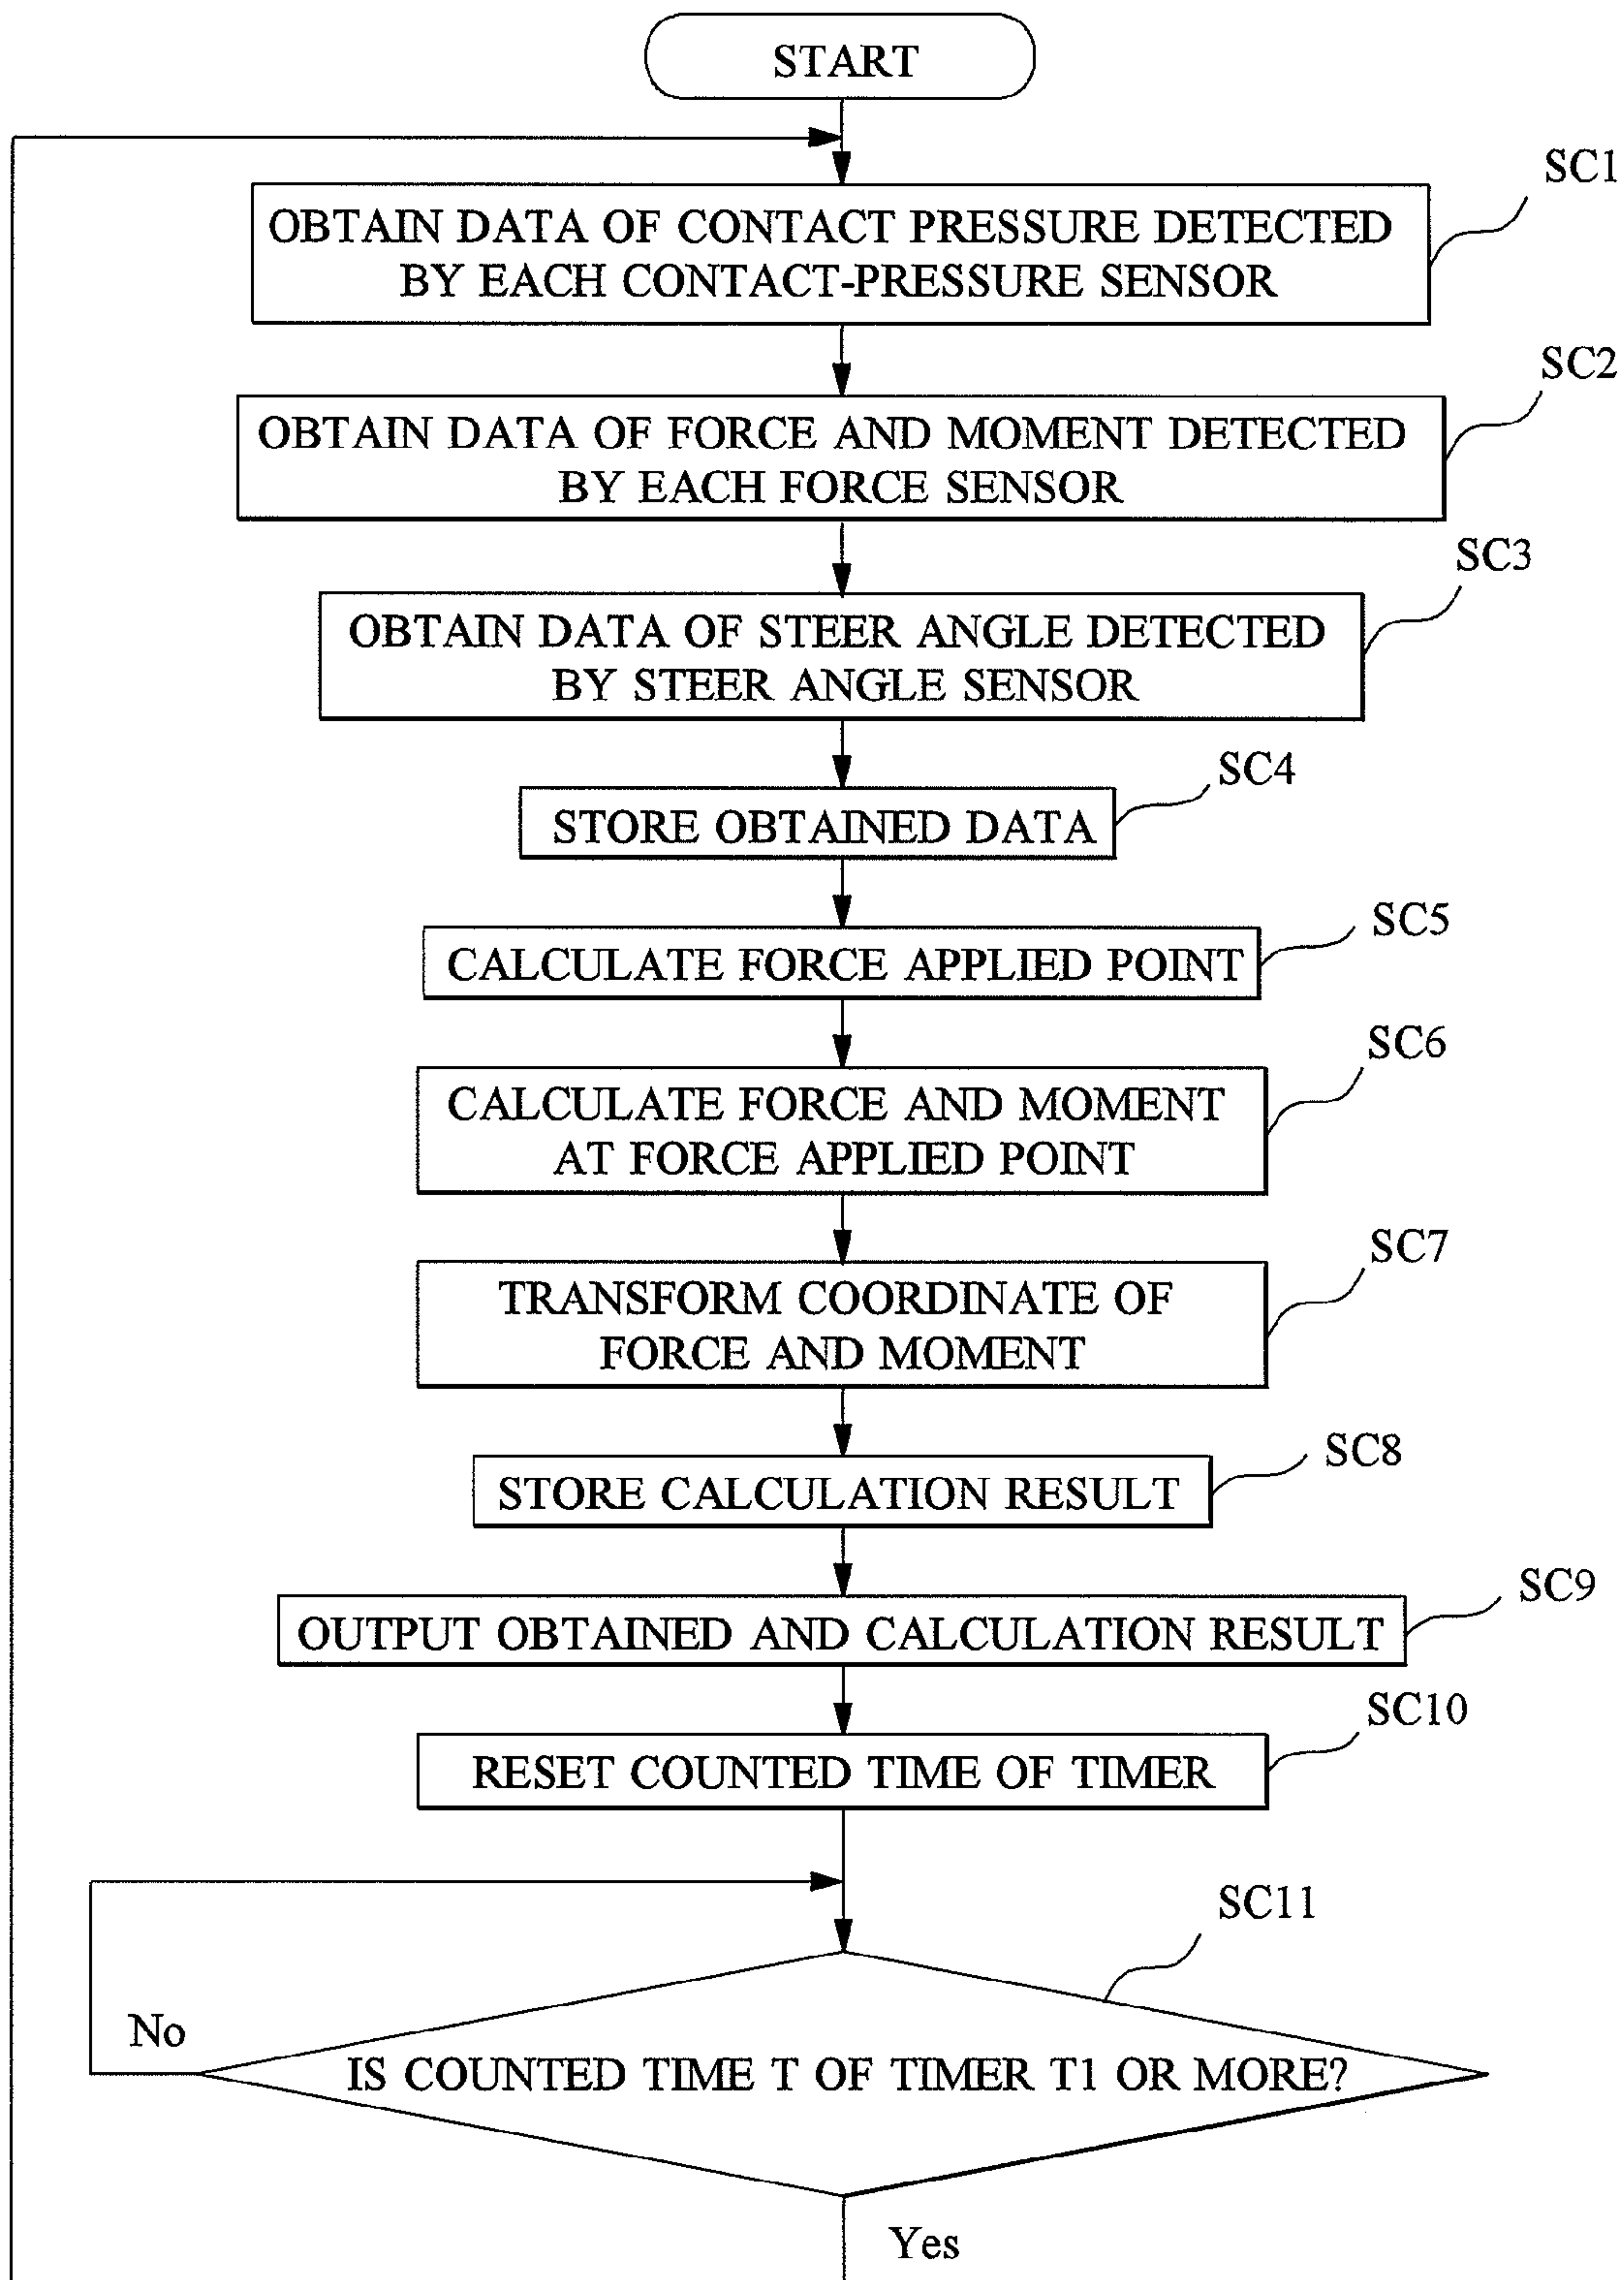 START
SC1
OBTAIN DATA OF CONTACT PRESSURE DETECTED
BY EACH CONTACT-PRESSURE SENSOR
SC2
OBTAIN DATA OF FORCE AND MOMENT DETECTED
BY EACH FORCE SENSOR
SC3
OBTAIN DATA OF STEER ANGLE DETECTED
BY STEER ANGLE SENSOR
SC4
STORE OBTAINED DATA
SC5
CALCULATE FORCE APPLIED POINT
SC6
CALCULATE FORCE AND MOMENT
AT FORCE APPLIED POINT
SC7
TRANSFORM COORDINATE OF
FORCE AND MOMENT
SC8
STORE CALCULATION RESULT
SC9
OUTPUT OBTAINED AND CALCULATION RESULT
SC10
RESET COUNTED TIME OF TIMER
SC11
No
IS COUNTED TIME T OF TIMER T1 OR MORE?
Yes